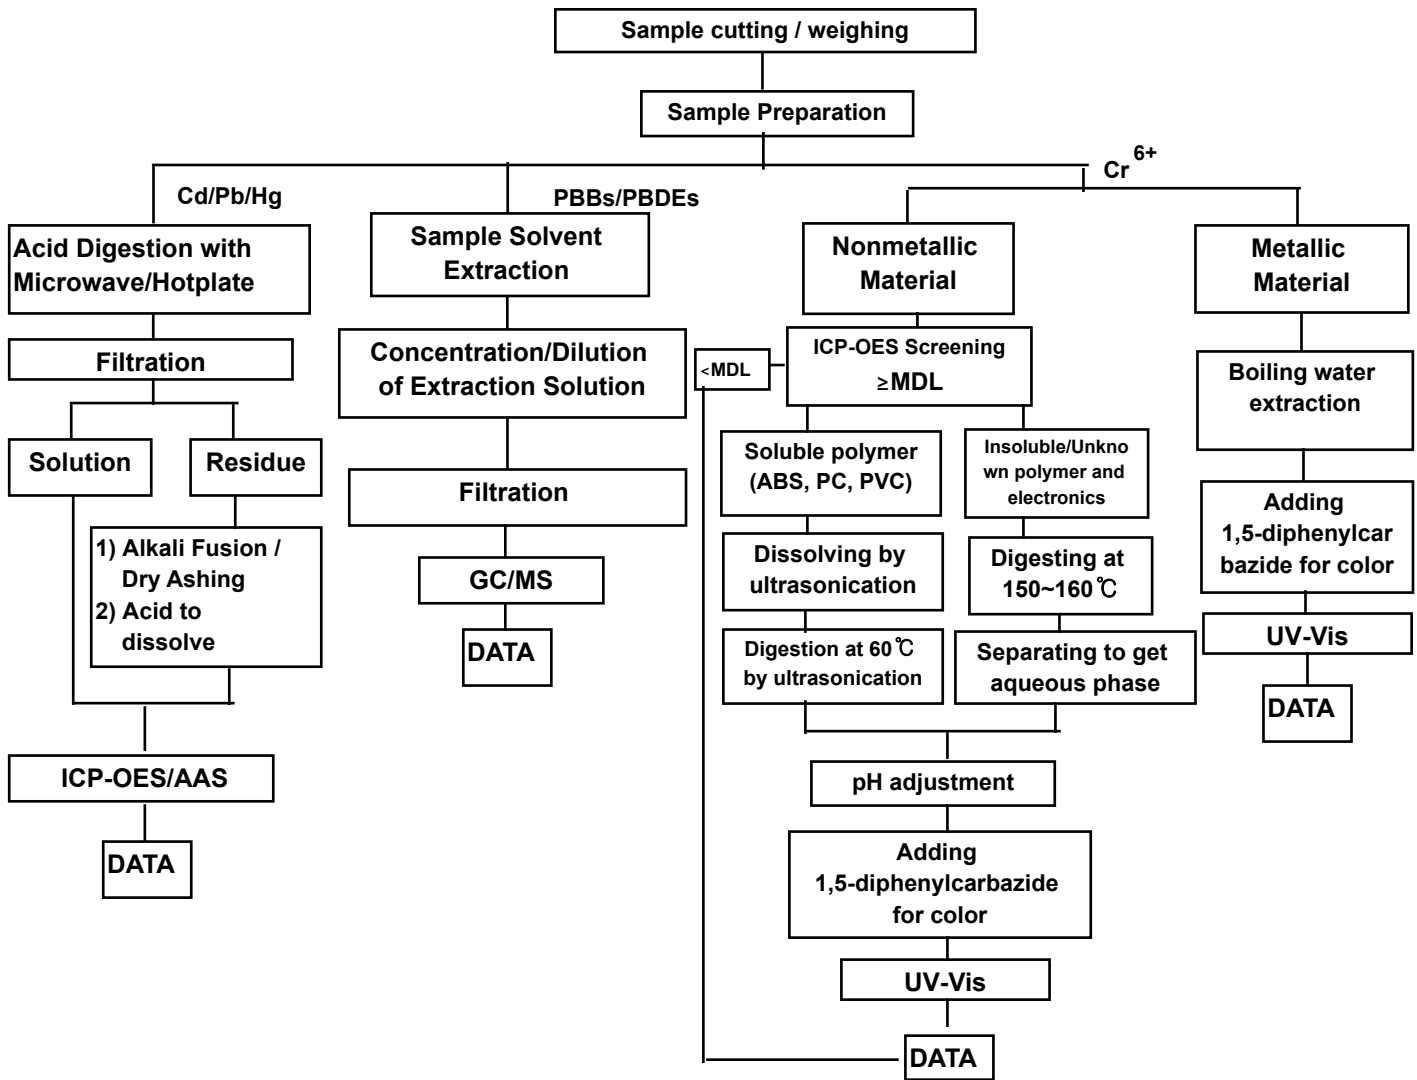 Sample cutting / weighing
Sample Preparation
Cd/Pb/Hg
PBBs/PBDEs
Cr 6+
Acid Digestion with
Microwave/Hotplate
Filtration
Solution
Residue
1) Alkali Fusion /
Dry Ashing
2) Acid to
dissolve
ICP-OES/AAS
DATA
Sample Solvent
Extraction
Concentration/Dilution
of Extraction Solution
Filtration
GC/MS
DATA
Nonmetallic
Material
ICP-OES Screening
≥MDL
<MDL
Soluble polymer
(ABS, PC, PVC)
Dissolving by
ultrasonication
Digestion at 60℃
by ultrasonication
Insoluble/Unkno
wn polymer and
electronics
Digesting at
150~160℃
Separating to get
aqueous phase
pH adjustment
Adding
1,5-diphenylcarbazide
for color
UV-Vis
DATA
Metallic
Material
Boiling water
extraction
Adding
1,5-diphenylcar
bazide for color
UV-Vis
DATA